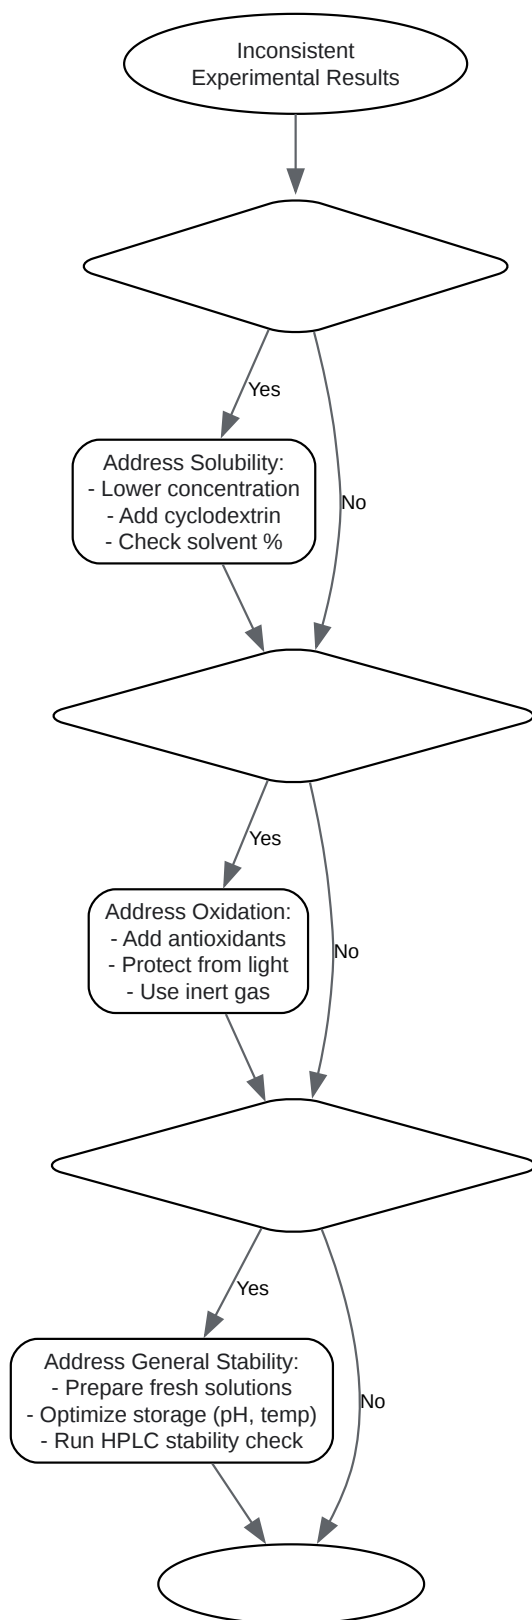 Inconsistent
Experimental Results
Yes
Address Solubility:
- Lower concentration
- Add cyclodextrin
- Check solvent %
No
Yes
Address Oxidation:
- Add antioxidants
- Protect from light
- Use inert gas
No
Yes
Address General Stability:
- Prepare fresh solutions
- Optimize storage (pH, temp)
- Run HPLC stability check
No